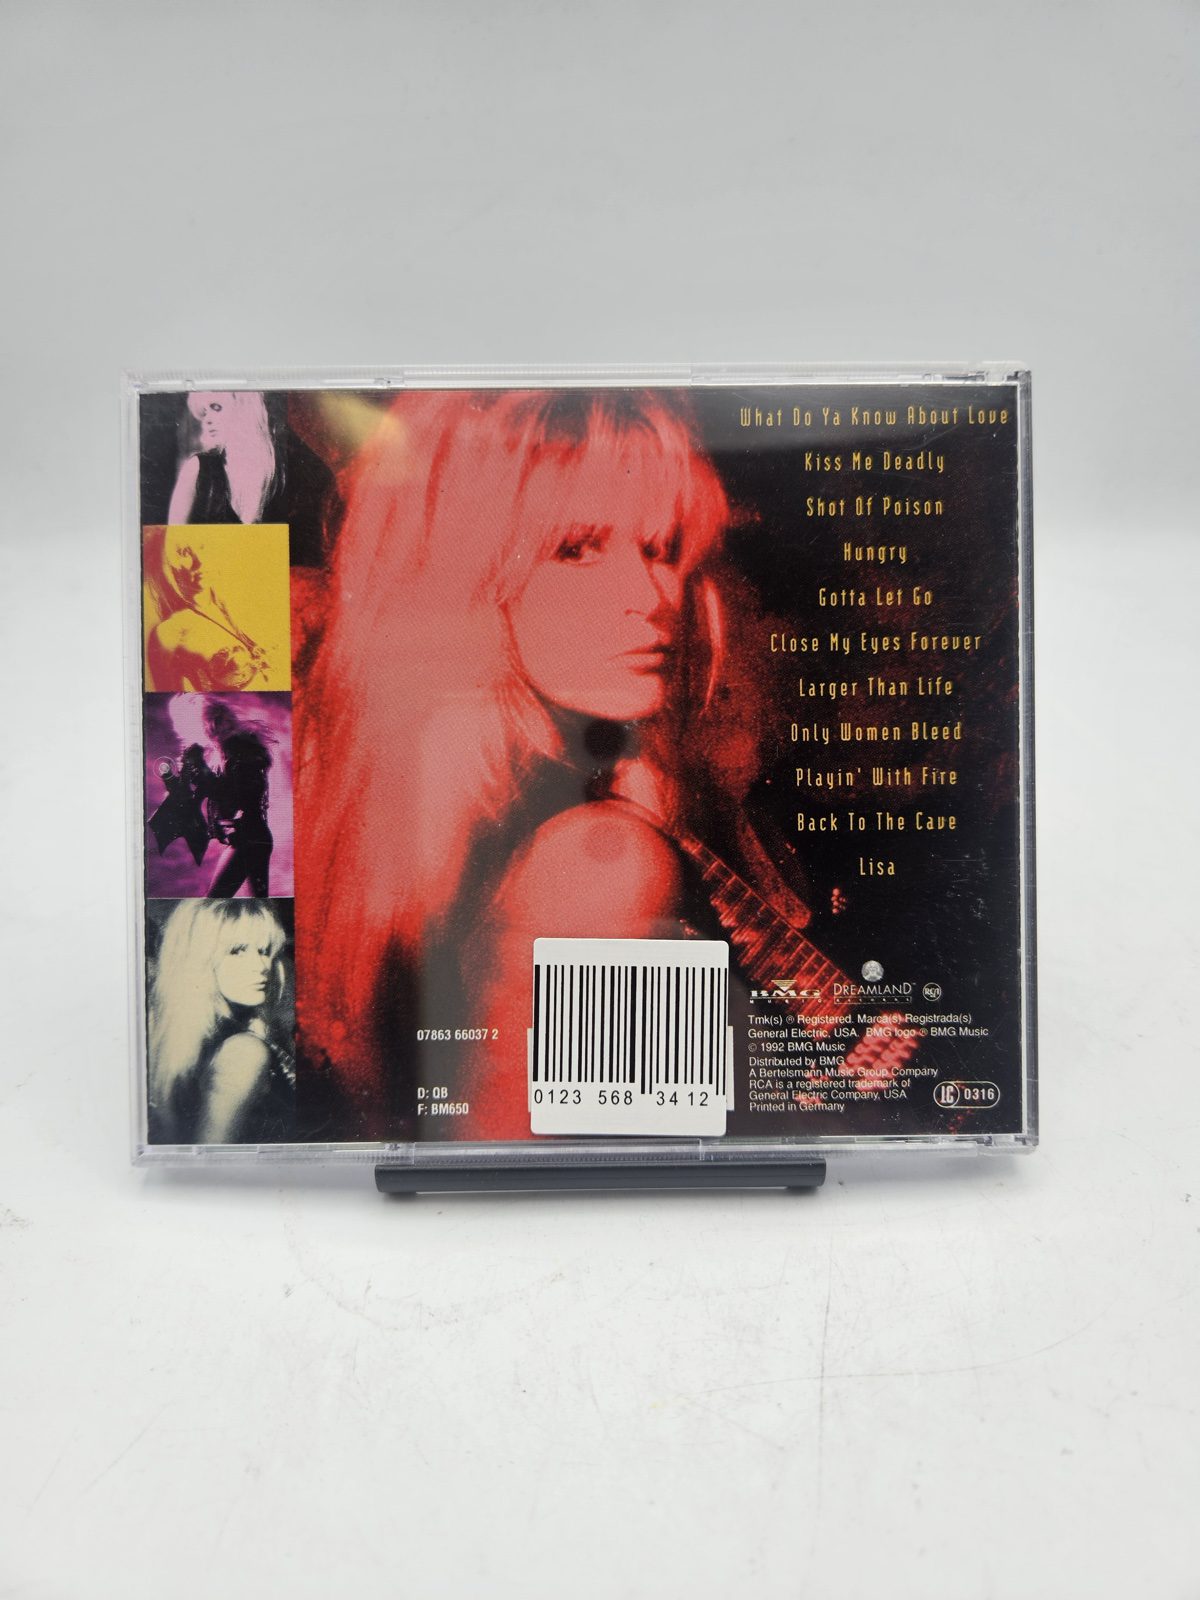 What Do Ya Know About Love
Kiss Me Deadly
Shot Of Poison
Hungry
Gotta Let Go
Close My Eyes Forever
Larger Than Life
Only Women Bleed
Playin' With Fire
Back To The Cave
Lisa
07863 66037 2
D: QB
F: BM650
0123 568 34 12
BMG
MUSIC
DREAMLAND
RECORDS
RCA
Tmk(s) ® Registered. Marca(s) Registrada(s)
General Electric, USA. BMG logo ® BMG Music
© 1992 BMG Music
Distributed by BMG
A Bertelsmann Music Group Company
RCA is a registered trademark of
General Electric Company, USA
Printed in Germany
LC 0316